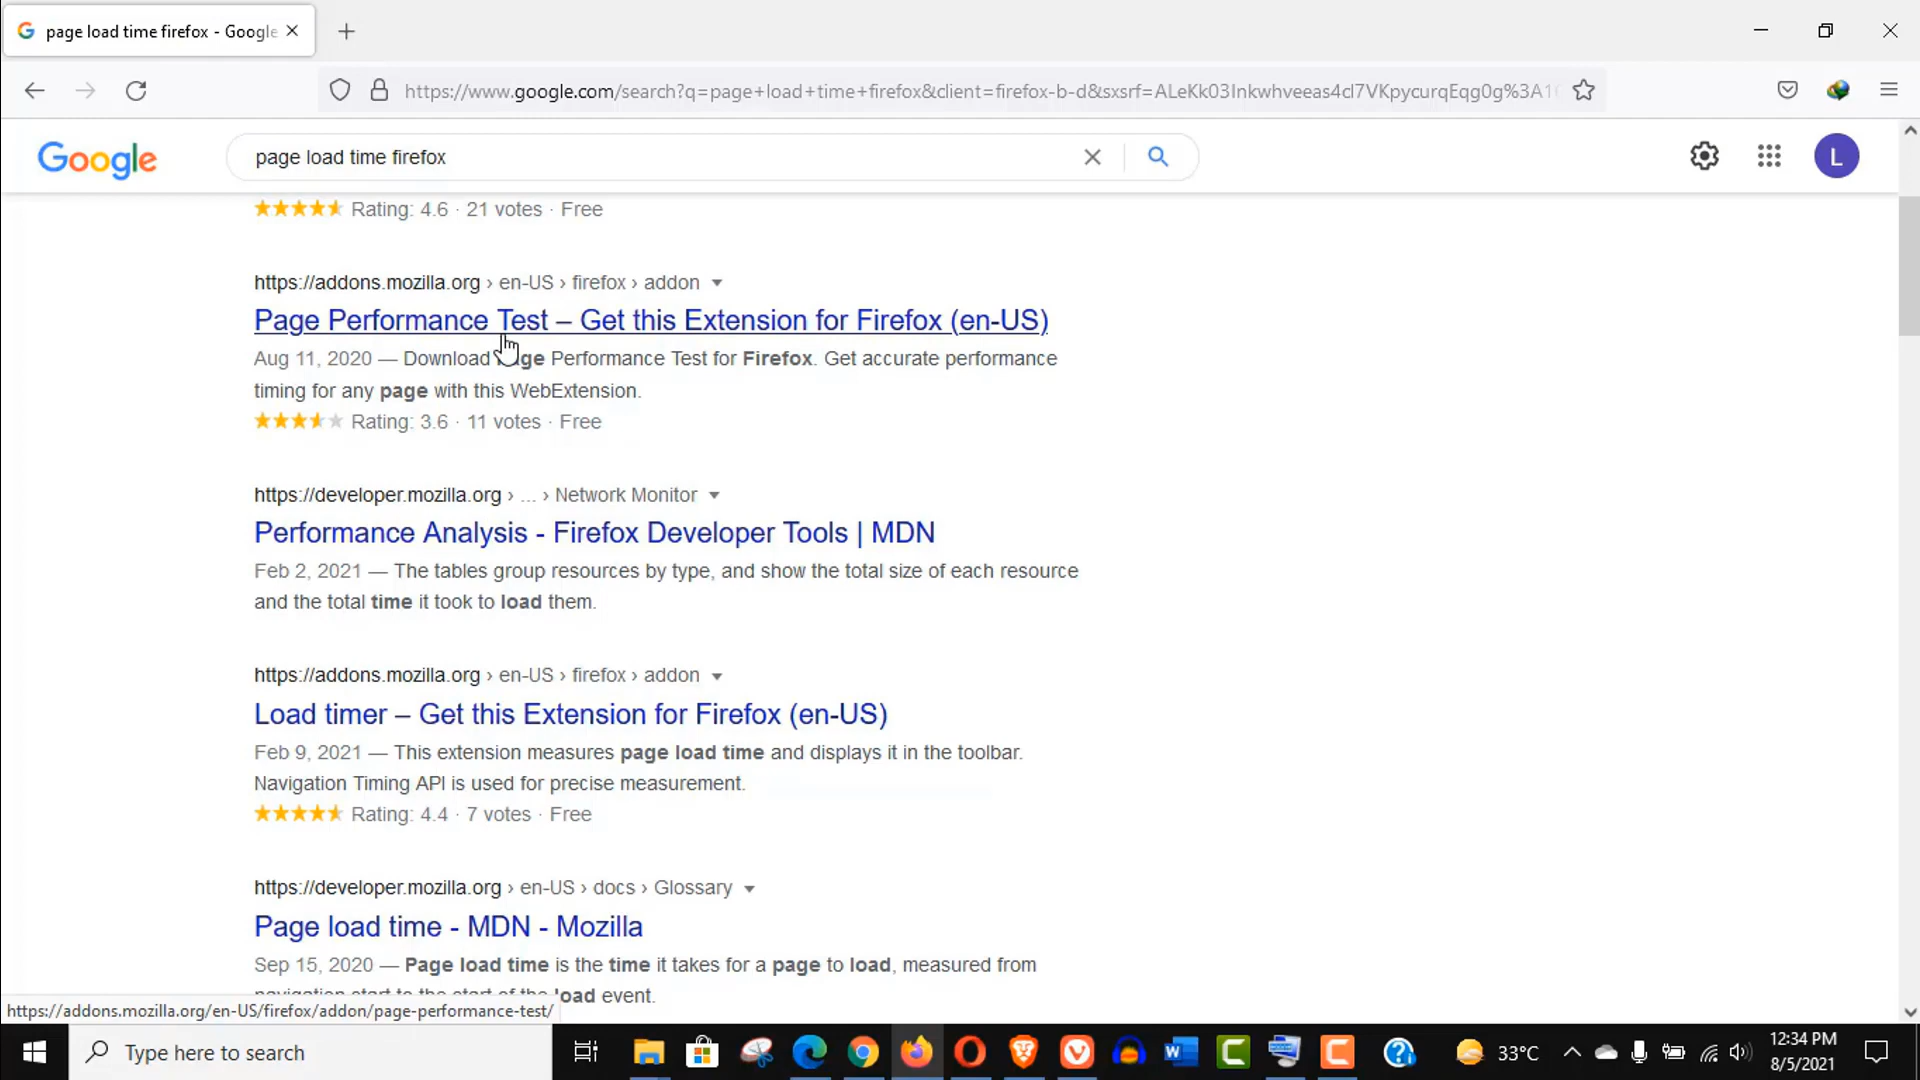 page load time firefox - Google
https://www.google.com/search?q=page+load+time+firefox&client=firefox-b-d&sxsrf=ALeKk03Inkwhveeas4cl7VKpycurqEqg0g%3A1
Google
page load time firefox
L
Rating: 4.6 · 21 votes · Free
https://addons.mozilla.org › en-US › firefox › addon
Page Performance Test – Get this Extension for Firefox (en-US)
Aug 11, 2020 — Download Page Performance Test for Firefox. Get accurate performance
timing for any page with this WebExtension.
Rating: 3.6 · 11 votes · Free
https://developer.mozilla.org › ... › Network Monitor
Performance Analysis - Firefox Developer Tools | MDN
Feb 2, 2021 — The tables group resources by type, and show the total size of each resource
and the total time it took to load them.
https://addons.mozilla.org › en-US › firefox › addon
Load timer – Get this Extension for Firefox (en-US)
Feb 9, 2021 — This extension measures page load time and displays it in the toolbar.
Navigation Timing API is used for precise measurement.
Rating: 4.4 · 7 votes · Free
https://developer.mozilla.org › en-US › docs › Glossary
Page load time - MDN - Mozilla
Sep 15, 2020 — Page load time is the time it takes for a page to load, measured from
navigation start to the start of the load event.
https://addons.mozilla.org/en-US/firefox/addon/page-performance-test/
Type here to search
33°C
12:34 PM
8/5/2021